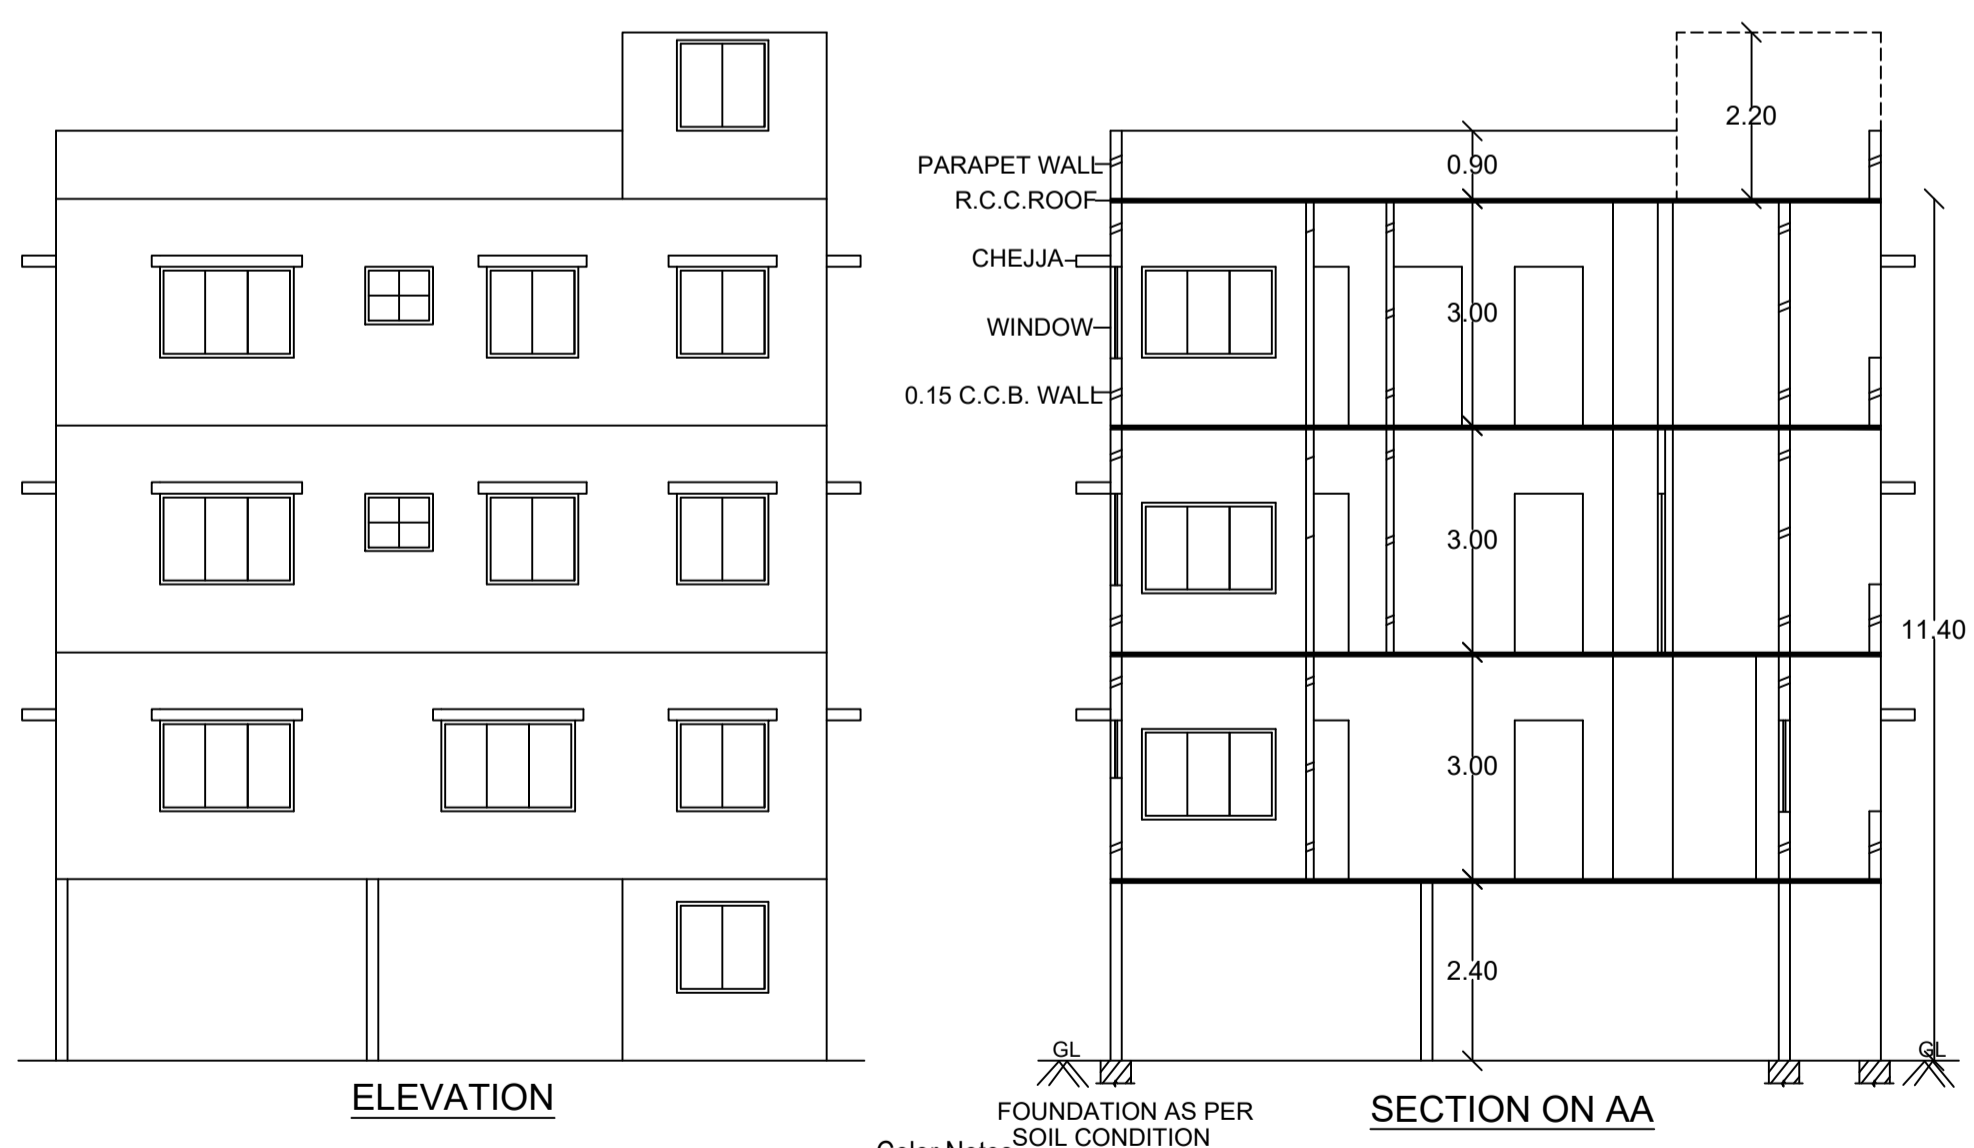 2.20
PARAPET WALL
0.90
R.C.C.ROOF
CHEJJA
3.00
WINDOW
0.15 C.C.B. WALL
3.00
11.40
3.00
2.40
GL
GL
ELEVATION
FOUNDATION AS PER
SOIL CONDITION
SECTION ON AA